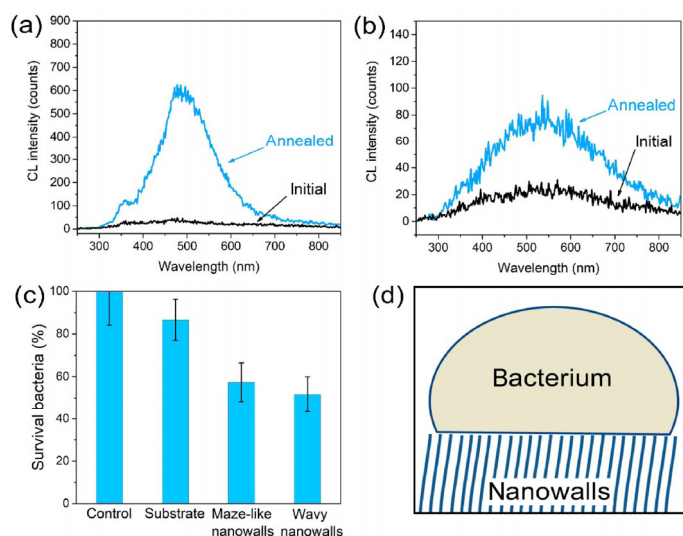 (a)
CL intensity (counts)
900
800
700
600
500
400
300
200
100
0
Annealed
Initial
300 400 500 600 700 800
Wavelength (nm)
(b)
CL intensity (counts)
140
120
100
80
60
40
20
0
Annealed
Initial
300 400 500 600 700 800
Wavelength (nm)
(c)
Survival bacteria (%)
100
80
60
40
20
0
Control Substrate Maze-like Wavy
nanowalls nanowalls
(d)
Bacterium
Nanowalls